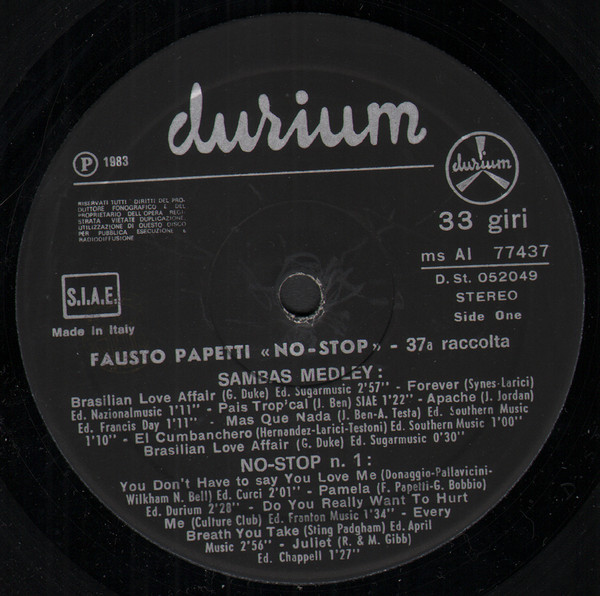 durium
P 1983
durium
RISERVATI TUTTI I DIRITTI DEL PRO-
DUTTORE FONOGRAFICO E DEL
PROPRIETARIO DELL'OPERA REGI-
STRATA VIETATE DUPLICAZIONE,
UTILIZZAZIONE DI QUESTO DISCO
PER PUBBLICA ESECUZIONE E
RADIODIFFUSIONE
33 giri
ms AI 77437
D. St. 052049
STEREO
Side One
S.I.A.E.
Made in Italy
FAUSTO PAPETTI «NO-STOP» - 37a raccolta
SAMBAS MEDLEY:
Brasilian Love Affair (G. Duke) Ed. Sugarmusic 2'57" - Forever (Synes-Larici)
Ed. Nazionalmusic 1'11" - Pais Trop'cal (J. Ben) SIAE 1'22" - Apache (J. Jordan)
Ed. Francis Day 1'11" - Mas Que Nada (J. Ben-A. Testa) Ed. Southern Music
1'10" - El Cumbanchero (Hernandez-Larici-Testoni) Ed. Southern Music 1'00"
Brasilian Love Affair (G. Duke) Ed. Sugarmusic 0'30"
NO-STOP n. 1:
You Don't Have to say You Love Me (Donaggio-Pallavicini-
Wilkham N. Bell) Ed. Curci 2'01" - Pamela (F. Papetti-G. Bobbio)
Ed. Durium 2'28" - Do You Really Want To Hurt
Me (Culture Club) Ed. Franton Music 1'34" - Every
Breath You Take (Sting Padgham) Ed. April
Music 2'56" - Juliet (R. & M. Gibb)
Ed. Chappell 1'27"